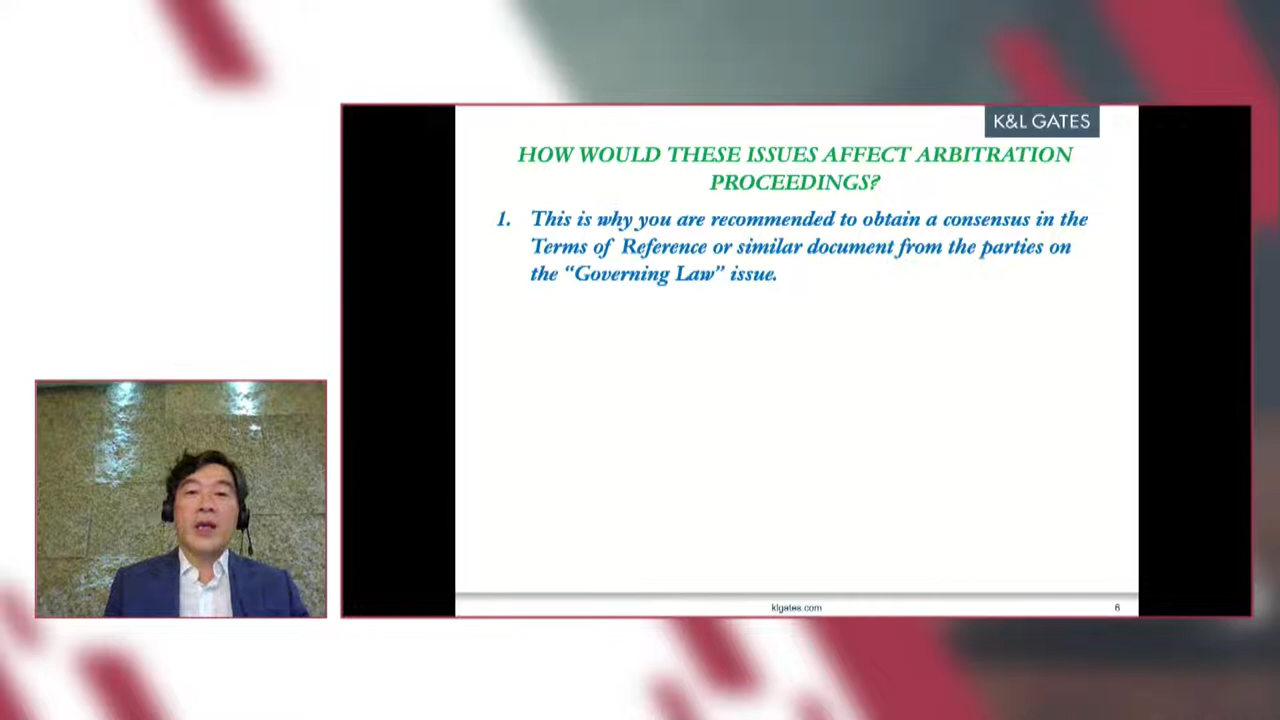 K&L GATES
HOW WOULD THESE ISSUES AFFECT ARBITRATION
PROCEEDINGS?
1. This is why you are recommended to obtain a consensus in the
Terms of Reference or similar document from the parties on
the “Governing Law” issue.
klgates.com
6